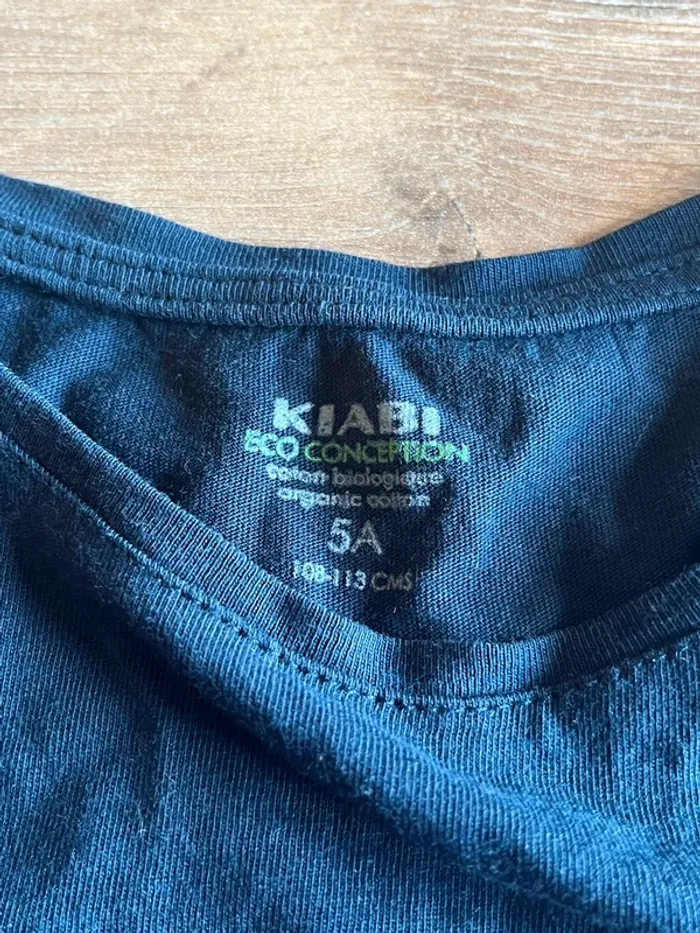 KIABI
ECO CONCEPTION
coton biologique
organic cotton
5A
108-113 CMS